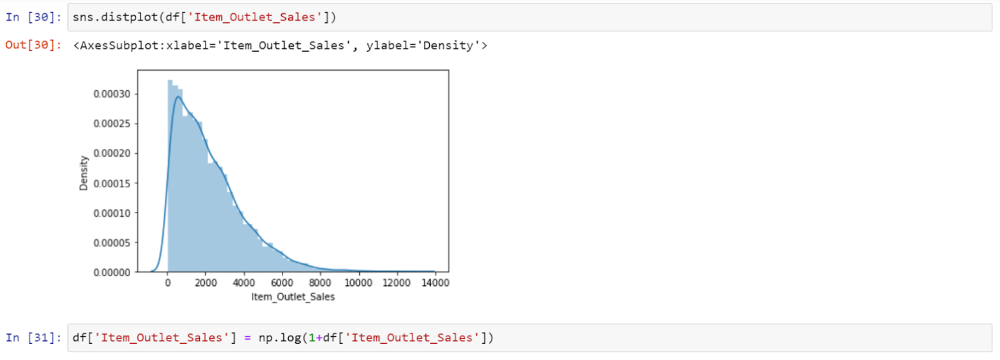 In [30]: sns.distplot(df['Item_Outlet_Sales'])
Out[30]: <AxesSubplot:xlabel='Item_Outlet_Sales', ylabel='Density'>
Density
0.00030
0.00025
0.00020
0.00015
0.00010
0.00005
0.00000
0 2000 4000 6000 8000 10000 12000 14000
Item_Outlet_Sales
In [31]: df['Item_Outlet_Sales'] = np.log(1+df['Item_Outlet_Sales'])